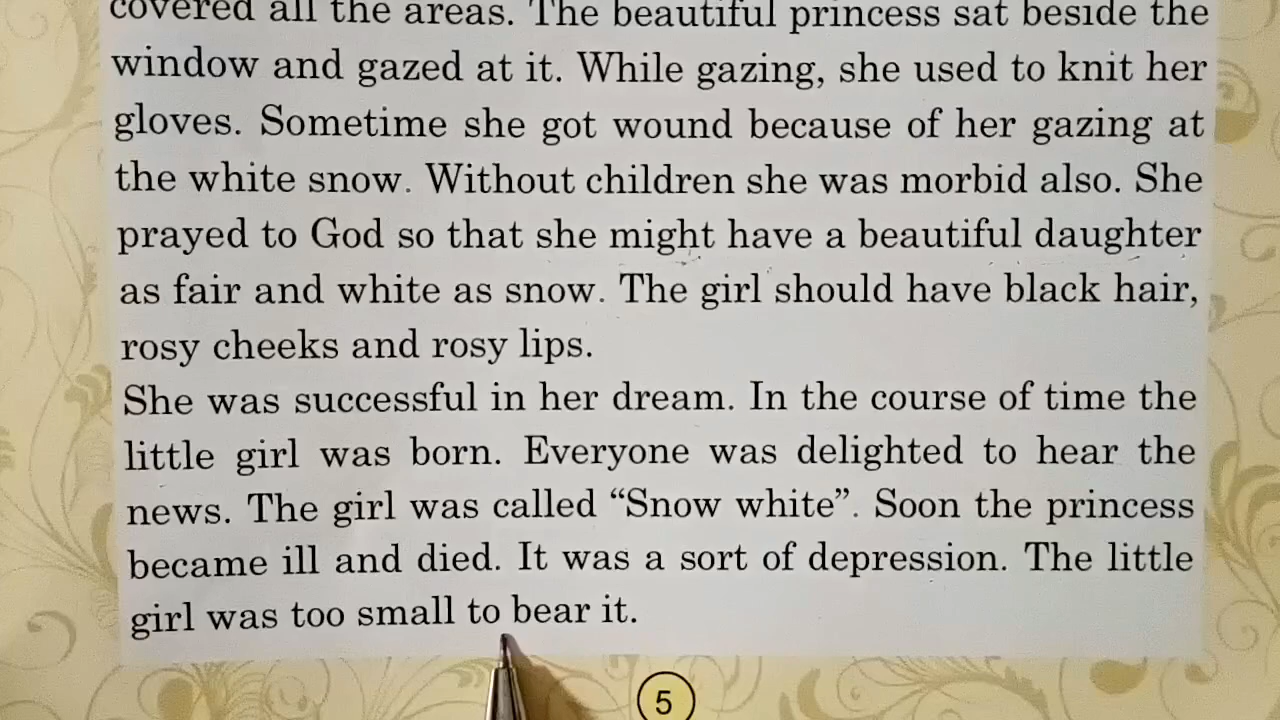 covered all the areas. The beautiful princess sat beside the
window and gazed at it. While gazing, she used to knit her
gloves. Sometime she got wound because of her gazing at
the white snow. Without children she was morbid also. She
prayed to God so that she might have a beautiful daughter
as fair and white as snow. The girl should have black hair,
rosy cheeks and rosy lips.
She was successful in her dream. In the course of time the
little girl was born. Everyone was delighted to hear the
news. The girl was called “Snow white”. Soon the princess
became ill and died. It was a sort of depression. The little
girl was too small to bear it.
5